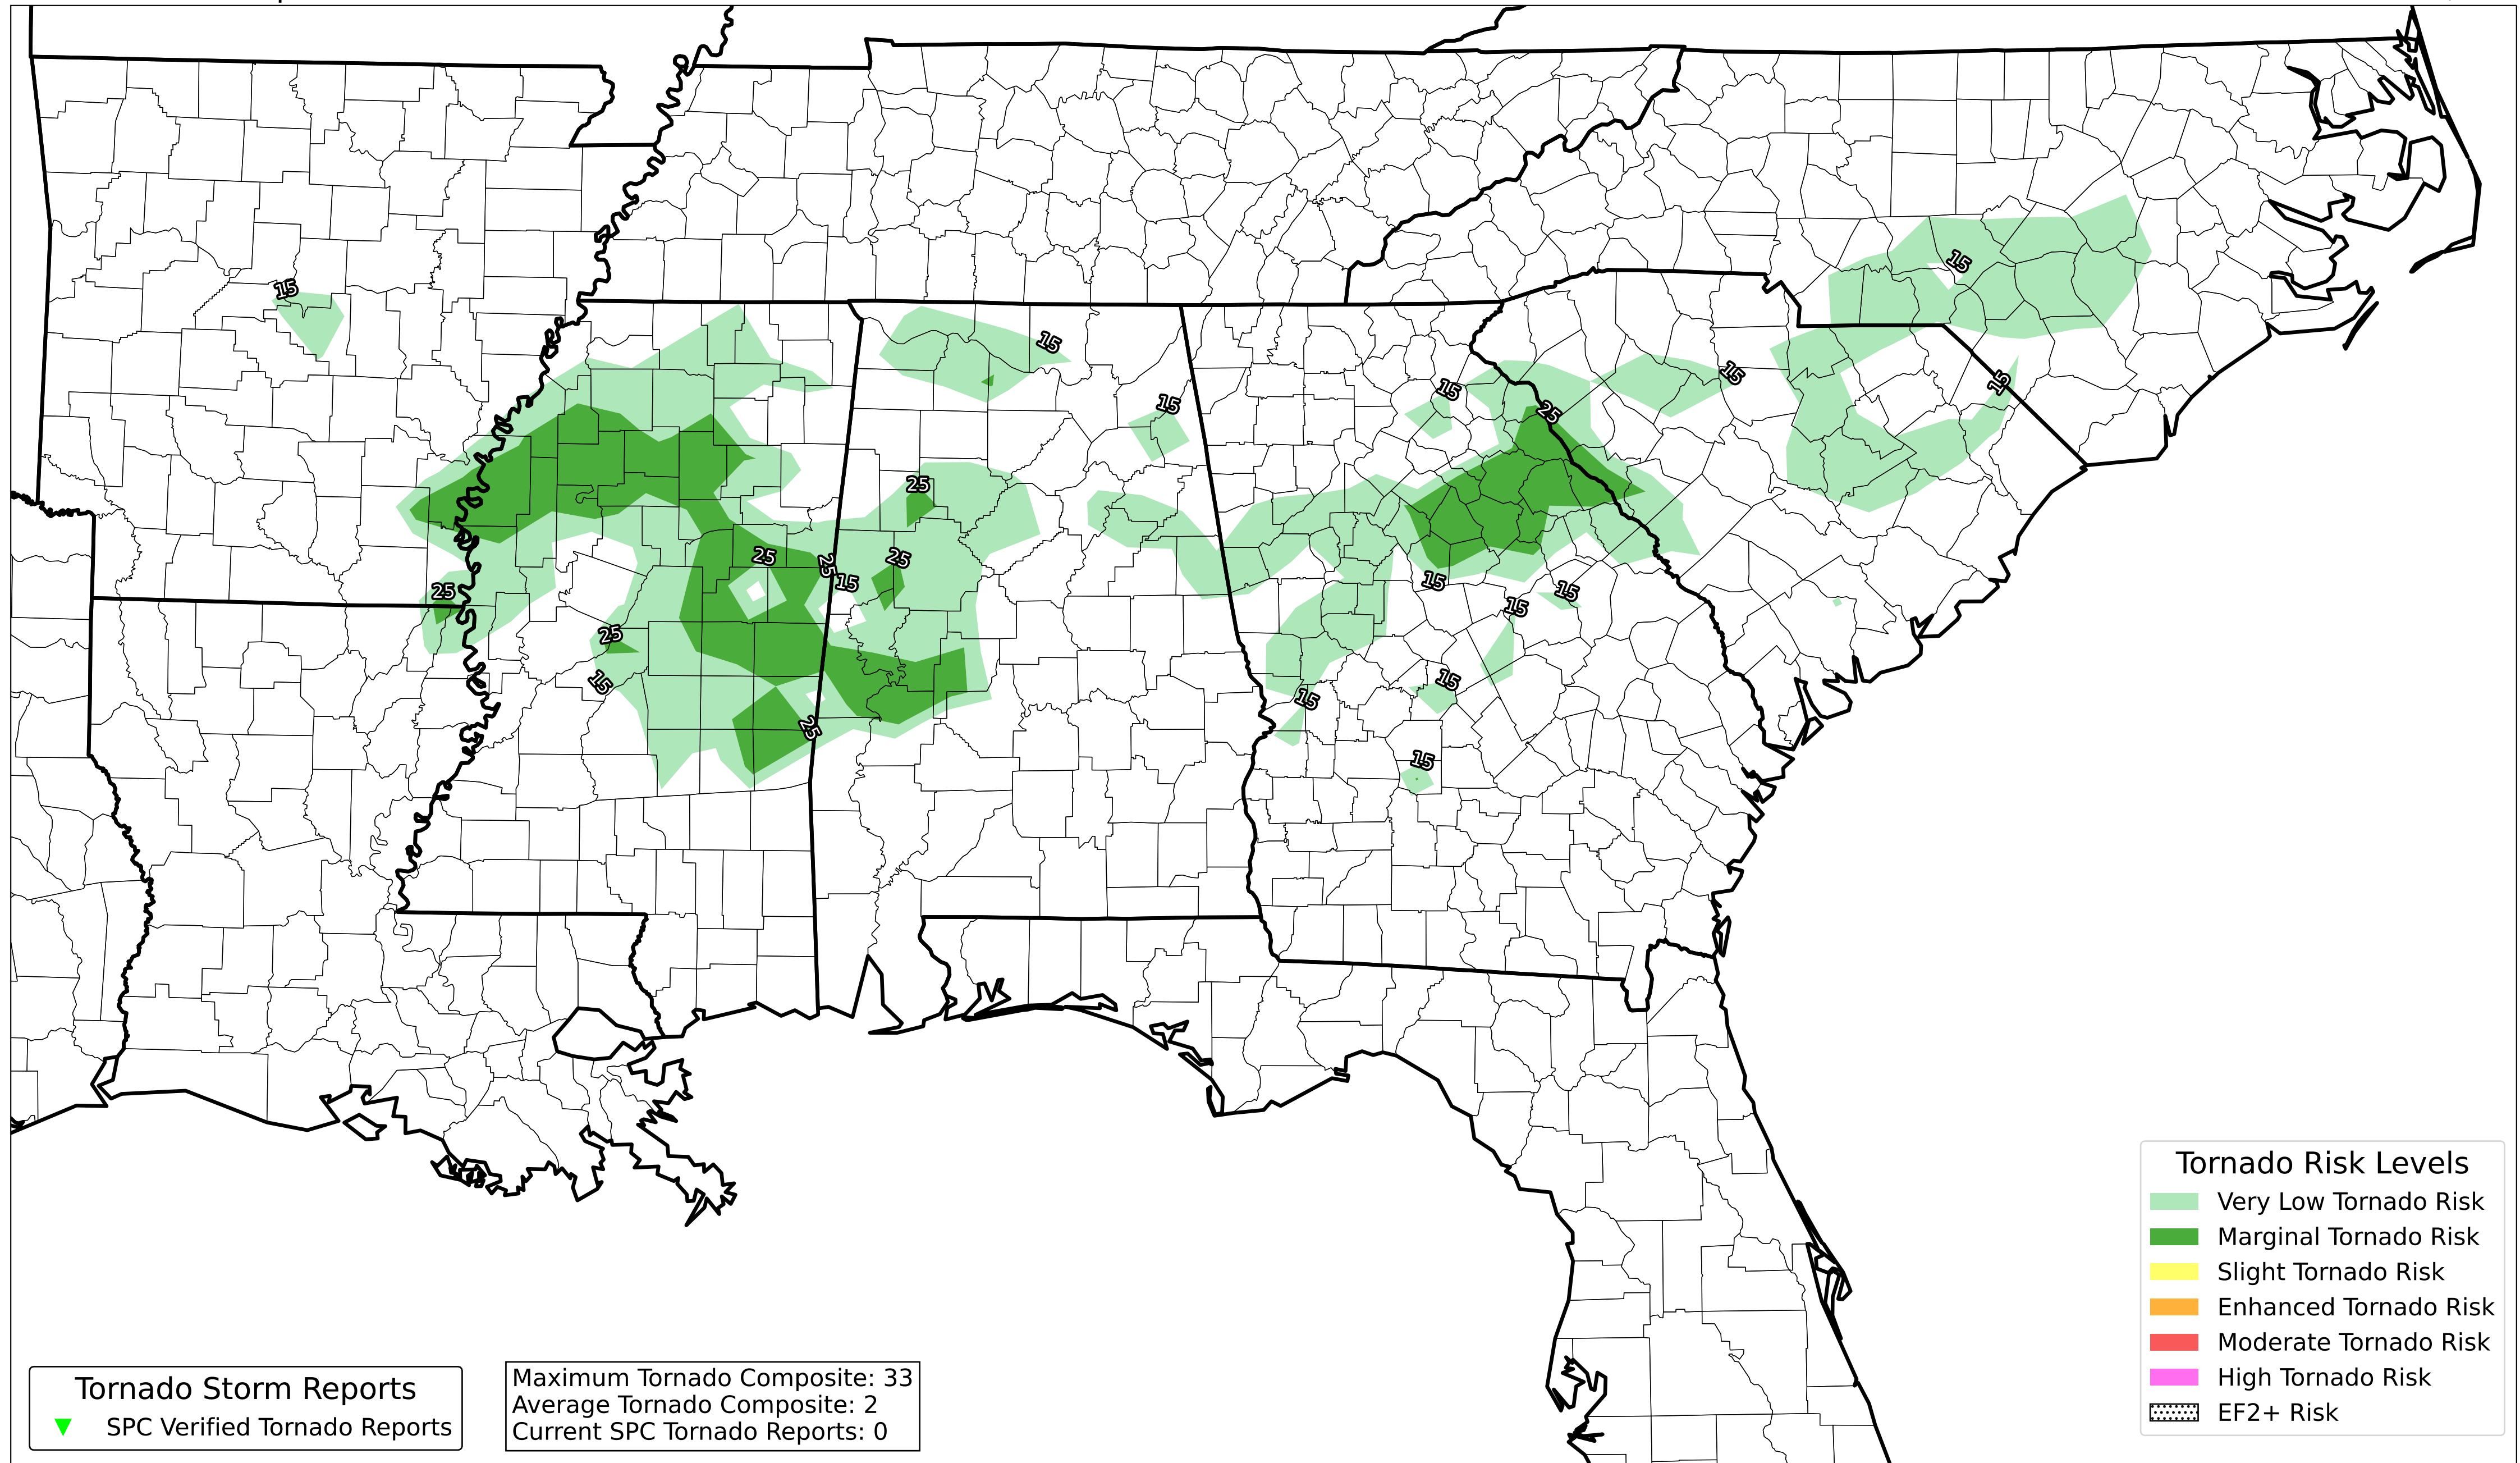 15
15
15
15
25
15
25
15
25
25
25
25
15
15
25
15
15
15
25
15
15
15
25
15
Tornado Risk Levels
Very Low Tornado Risk
Marginal Tornado Risk
Slight Tornado Risk
Enhanced Tornado Risk
Moderate Tornado Risk
High Tornado Risk
EF2+ Risk
Tornado Storm Reports
SPC Verified Tornado Reports
Maximum Tornado Composite: 33
Average Tornado Composite: 2
Current SPC Tornado Reports: 0